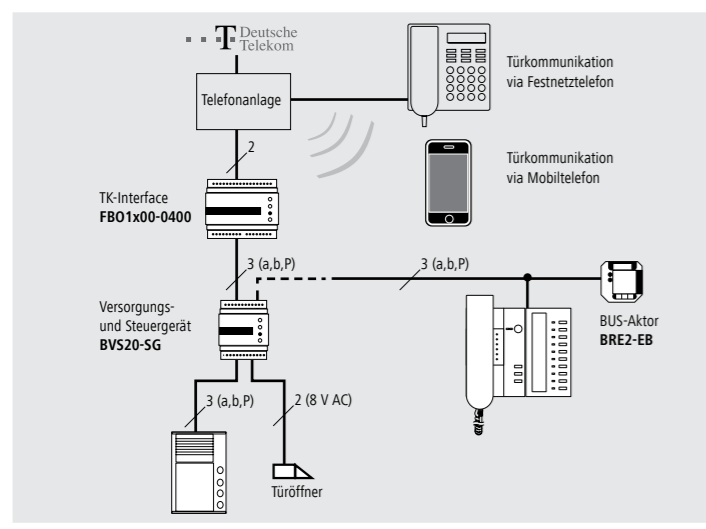 T Deutsche
Telekom
Telefonanlage
Türkommunikation
via Festnetztelefon
2
Türkommunikation
via Mobiltelefon
TK-Interface
FBO1x00-0400
3 (a,b,P)
3 (a,b,P)
Versorgungs-
und Steuergerät
BVS20-SG
BUS-Aktor
BRE2-EB
3 (a,b,P)
2 (8 V AC)
Türöffner